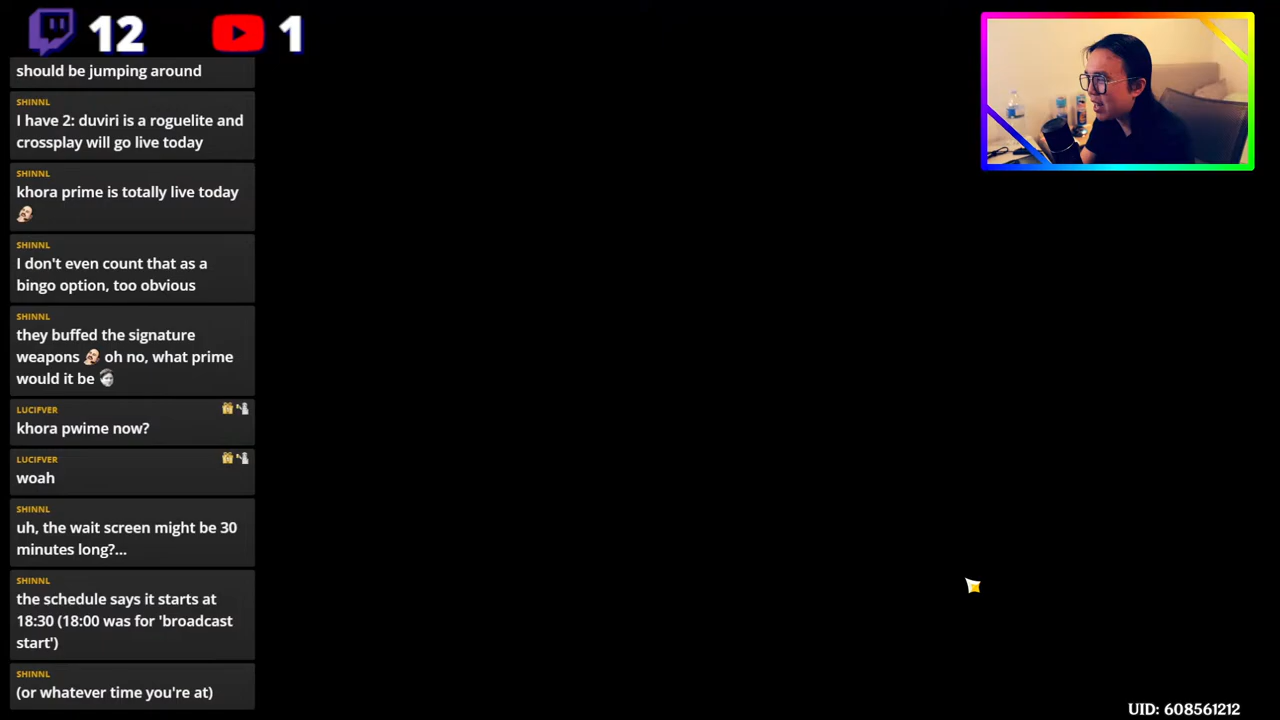 12
1
should be jumping around
SHINNL
I have 2: duviri is a roguelite and
crossplay will go live today
SHINNL
khora prime is totally live today
SHINNL
I don't even count that as a
bingo option, too obvious
SHINNL
they buffed the signature
weapons oh no, what prime
would it be
LUCIFVER
khora pwime now?
LUCIFVER
woah
SHINNL
uh, the wait screen might be 30
minutes long?...
SHINNL
the schedule says it starts at
18:30 (18:00 was for 'broadcast
start')
SHINNL
(or whatever time you're at)
UID: 608561212